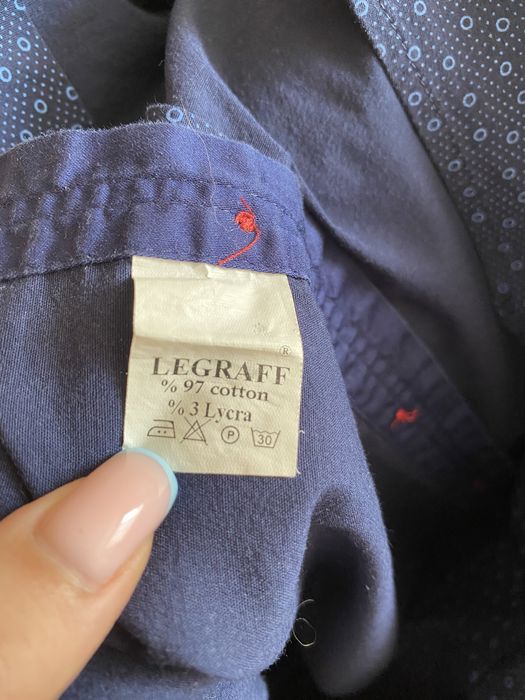 ®
LEGRAFF
% 97 cotton
% 3 Lycra
P 30